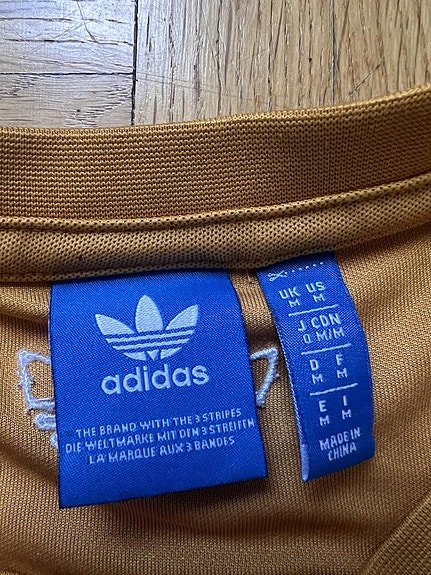 adidas
THE BRAND WITH THE 3 STRIPES
DIE WELTMARKE MIT DEN 3 STREIFEN
LA MARQUE AUX 3 BANDES
UK US
M M
J CDN
O M/M
D F
M M
E I
M M
MADE IN
CHINA